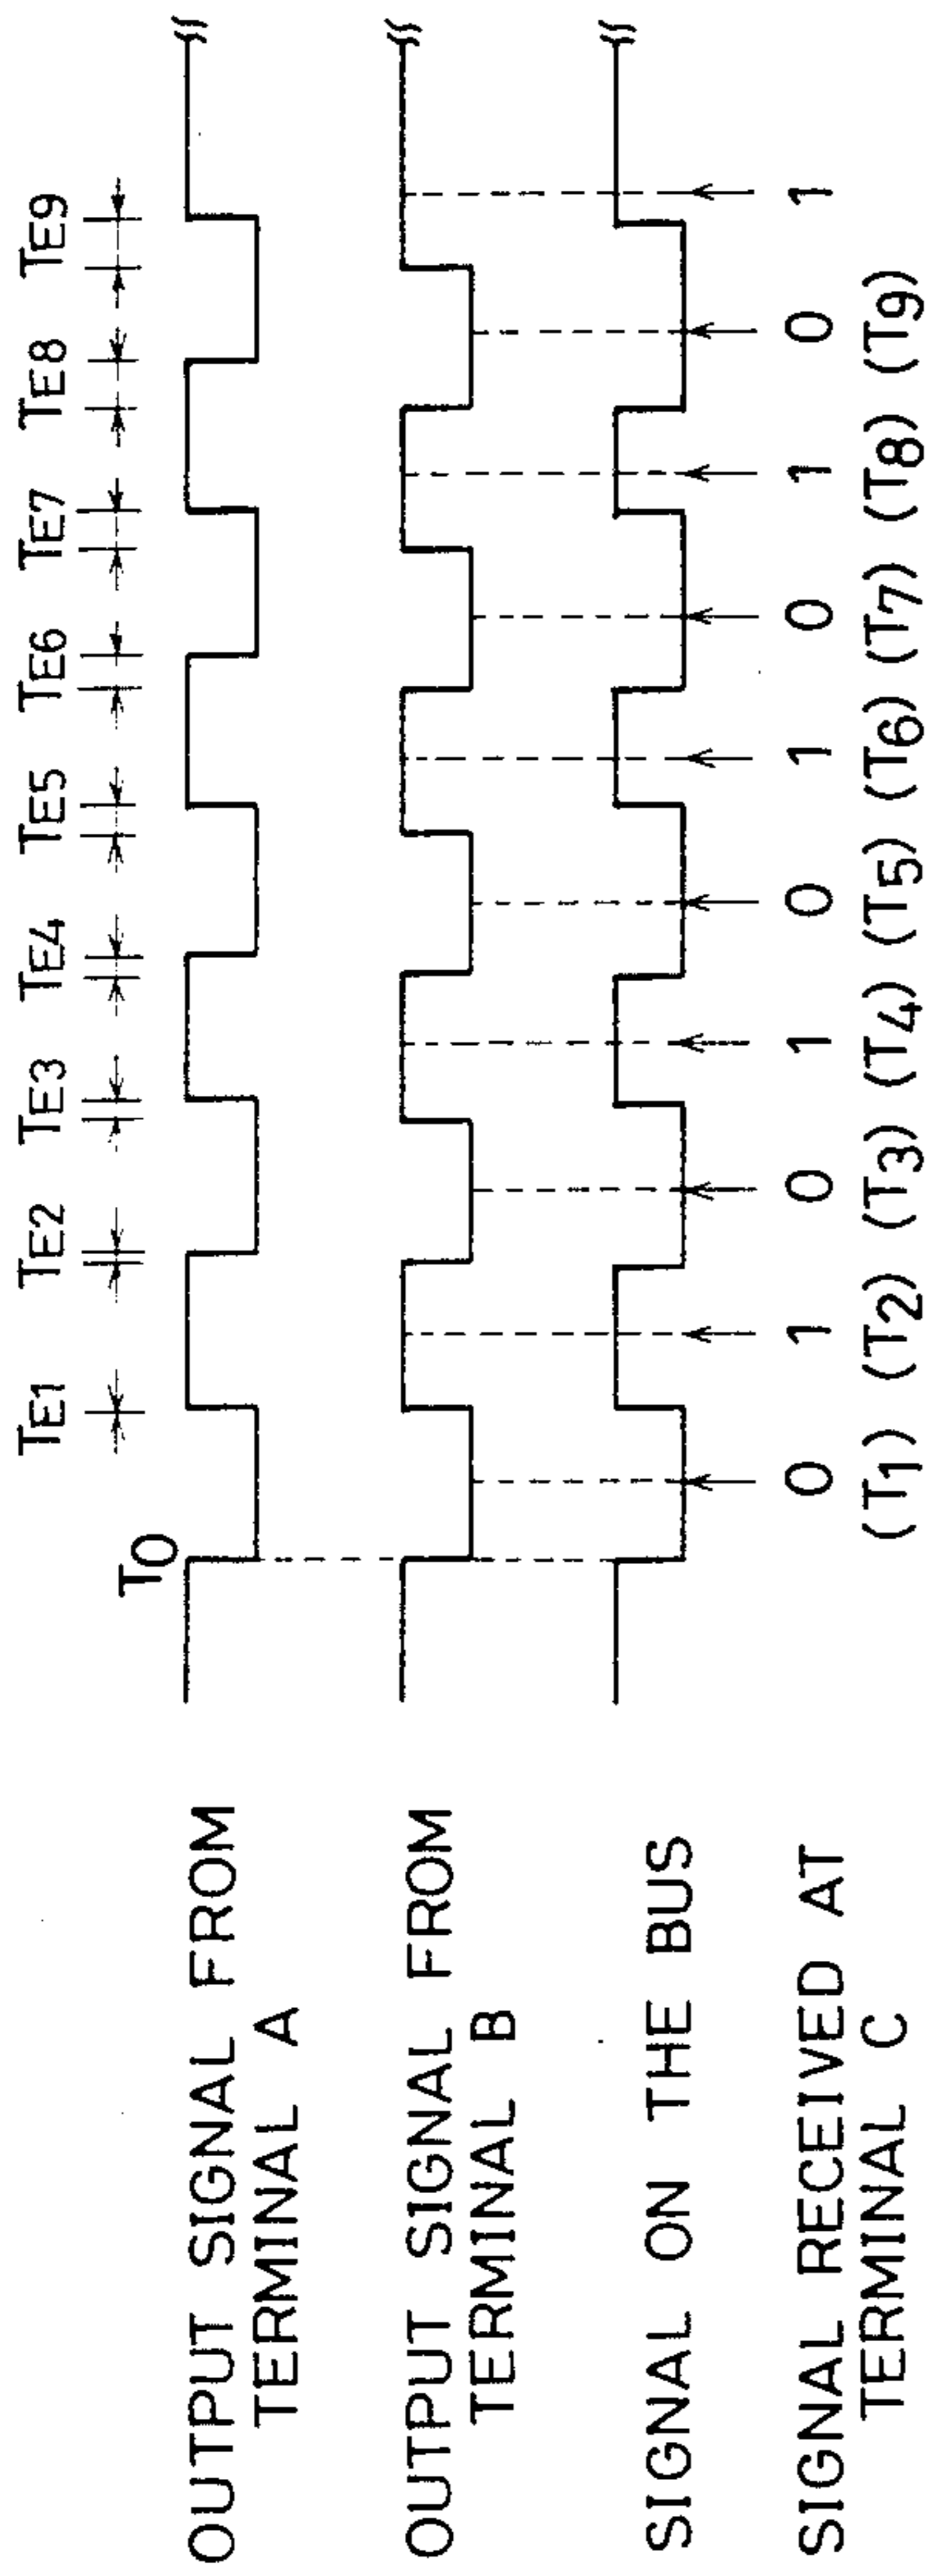 TE1 TE2 TE3 TE4 TE5 TE6 TE7 TE8 TE9
T0
OUTPUT SIGNAL FROM
TERMINAL A
OUTPUT SIGNAL FROM
TERMINAL B
SIGNAL ON THE BUS
SIGNAL RECEIVED AT
TERMINAL C
0 1 0 1 0 1 0 1 0 1
(T1) (T2) (T3) (T4) (T5) (T6) (T7) (T8) (T9)